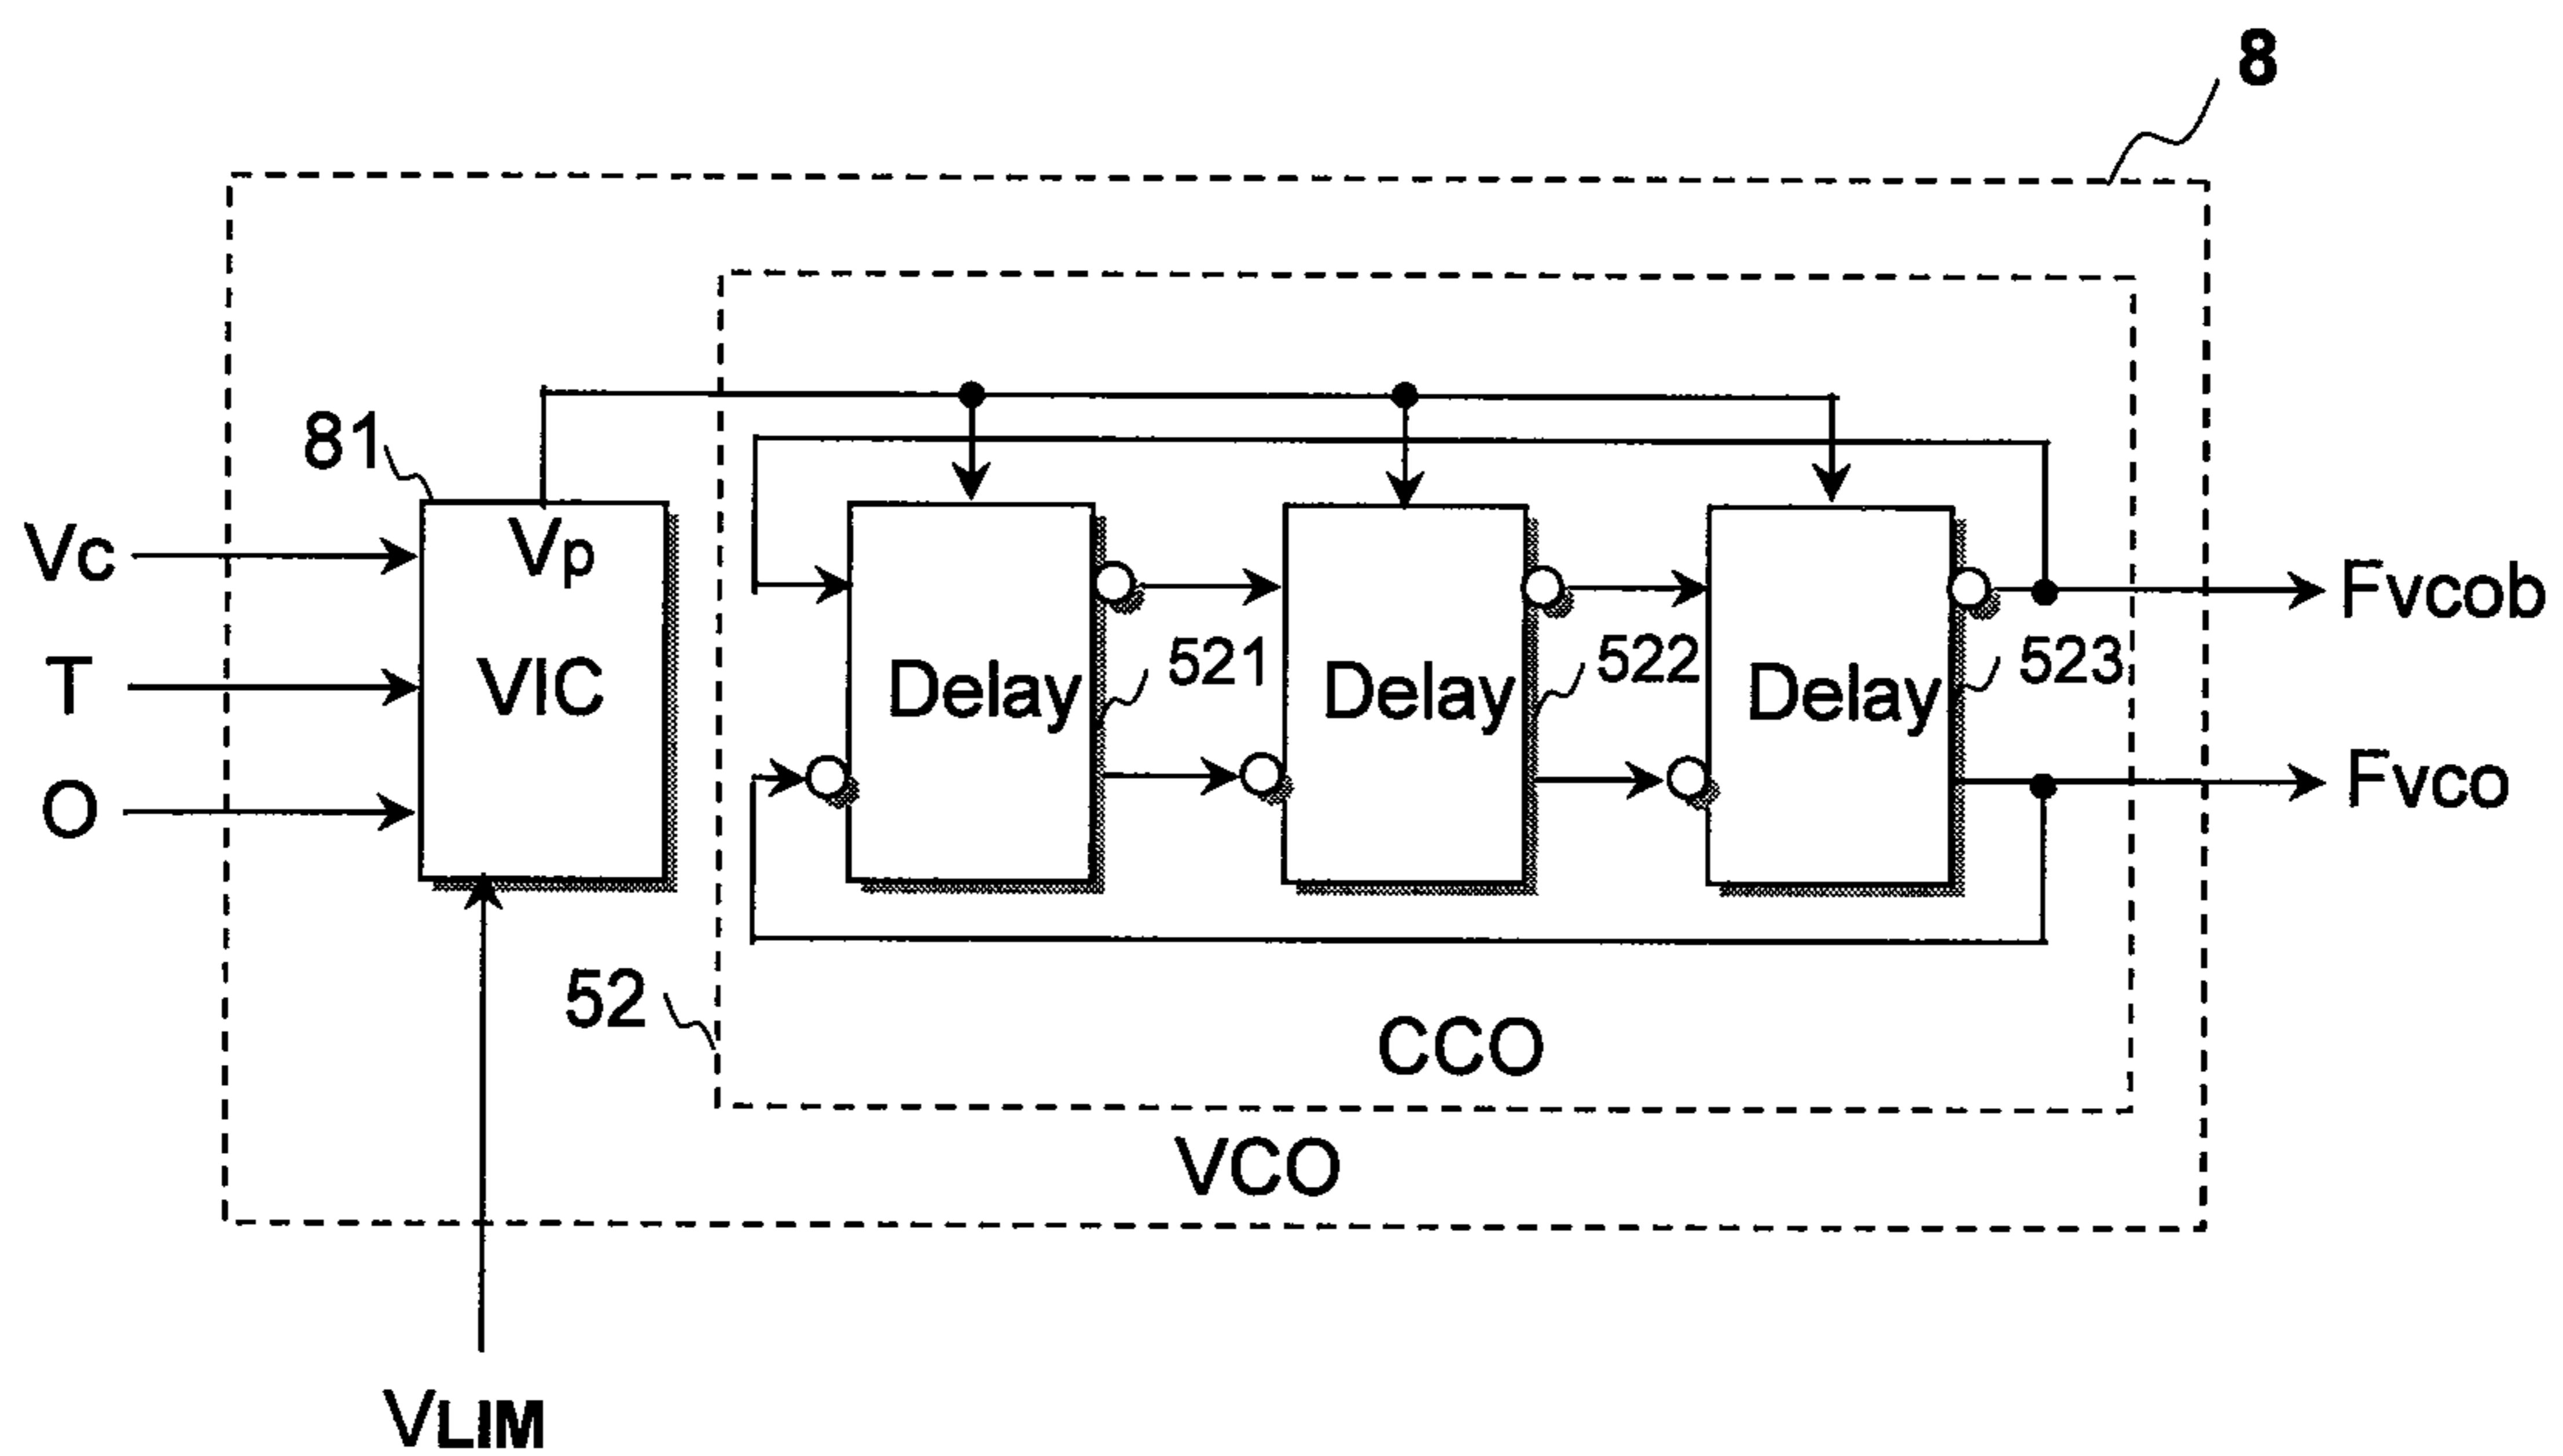 8
81
Vc
Vp
Fvcob
T
VIC
Delay
521
Delay
522
Delay
523
O
Fvco
52
CCO
VCO
VLIM